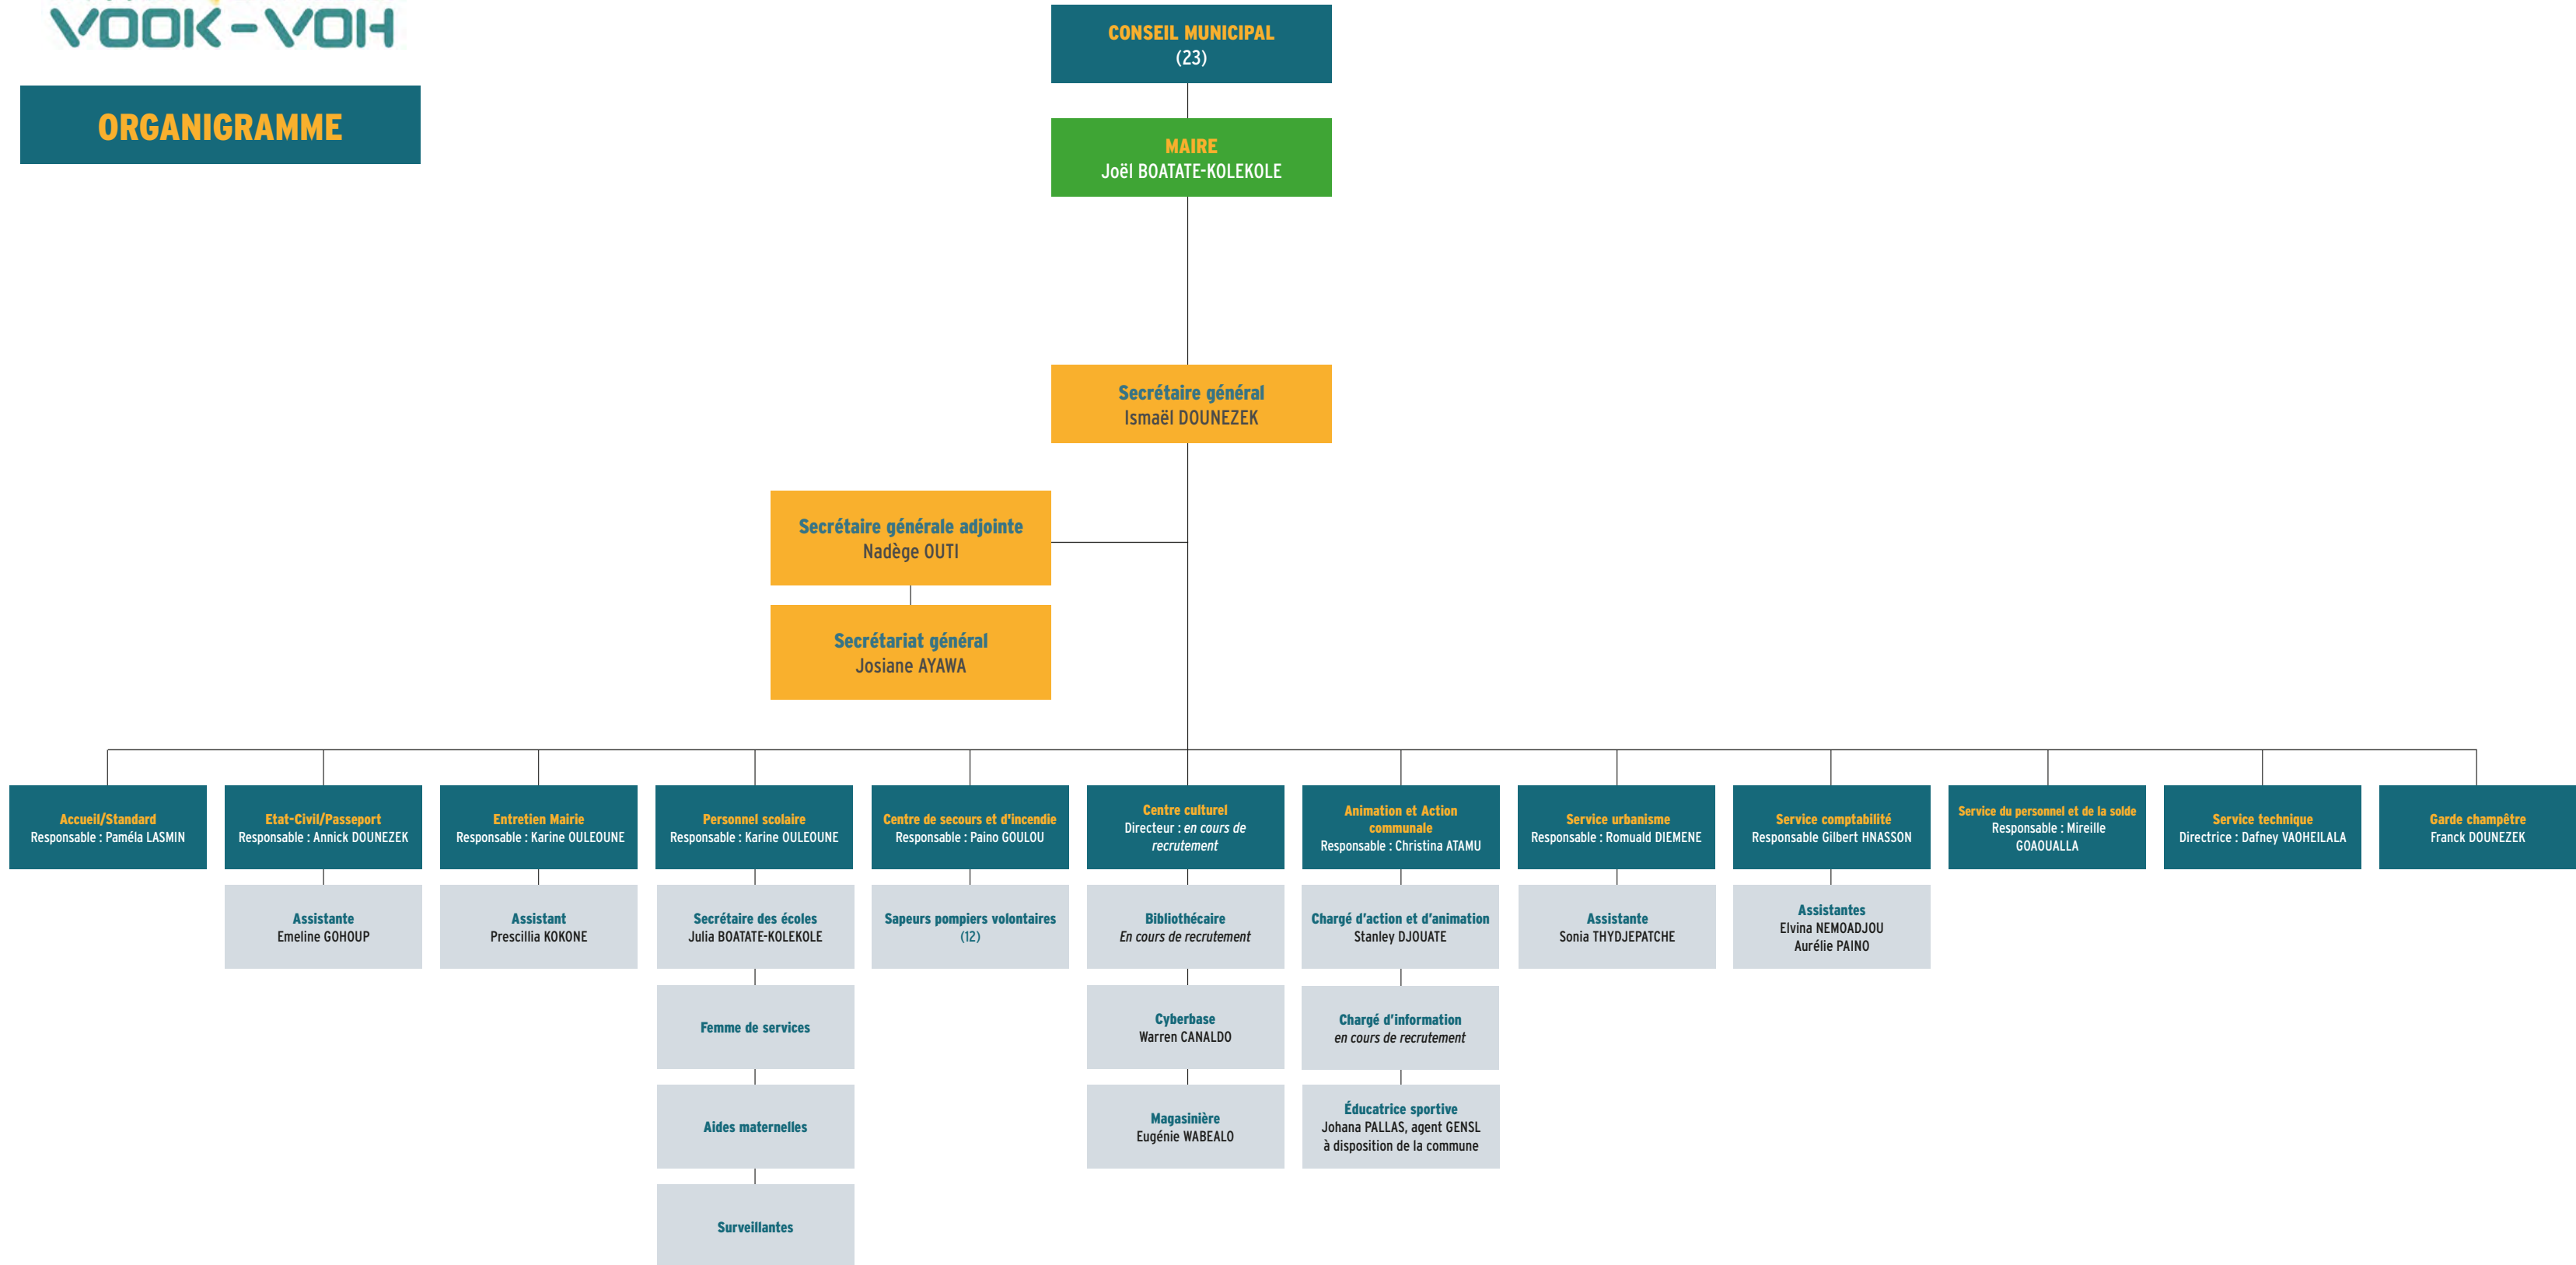 VOOK-VOH
ORGANIGRAMME
CONSEIL MUNICIPAL
(23)
MAIRE
Joël BOATATE-KOLEKOLE
Secrétaire général
Ismaël DOUNEZEK
Secrétaire générale adjointe
Nadège OUTI
Secrétariat général
Josiane AYAWA
Accueil/Standard
Responsable : Paméla LASMIN
Etat-Civil/Passeport
Responsable : Annick DOUNEZEK
Assistante
Emeline GOHOUP
Entretien Mairie
Responsable : Karine OULEOUNE
Assistant
Prescillia KOKONE
Personnel scolaire
Responsable : Karine OULEOUNE
Secrétaire des écoles
Julia BOATATE-KOLEKOLE
Femme de services
Aides maternelles
Surveillantes
Centre de secours et d'incendie
Responsable : Paino GOULOU
Sapeurs pompiers volontaires
(12)
Centre culturel
Directeur : en cours de
recrutement
Bibliothécaire
En cours de recrutement
Cyberbase
Warren CANALDO
Magasinière
Eugénie WABEALO
Animation et Action
communale
Responsable : Christina ATAMU
Chargé d'action et d'animation
Stanley DJOUATE
Chargé d'information
en cours de recrutement
Éducatrice sportive
Johana PALLAS, agent GENSL
à disposition de la commune
Service urbanisme
Responsable : Romuald DIEMENE
Assistante
Sonia THYDJEPATCHE
Service comptabilité
Responsable Gilbert HNASSON
Assistantes
Elvina NEMOADJOU
Aurélie PAINO
Service du personnel et de la solde
Responsable : Mireille
GOAOUALLA
Service technique
Directrice : Dafney VAOHEILALA
Garde champêtre
Franck DOUNEZEK